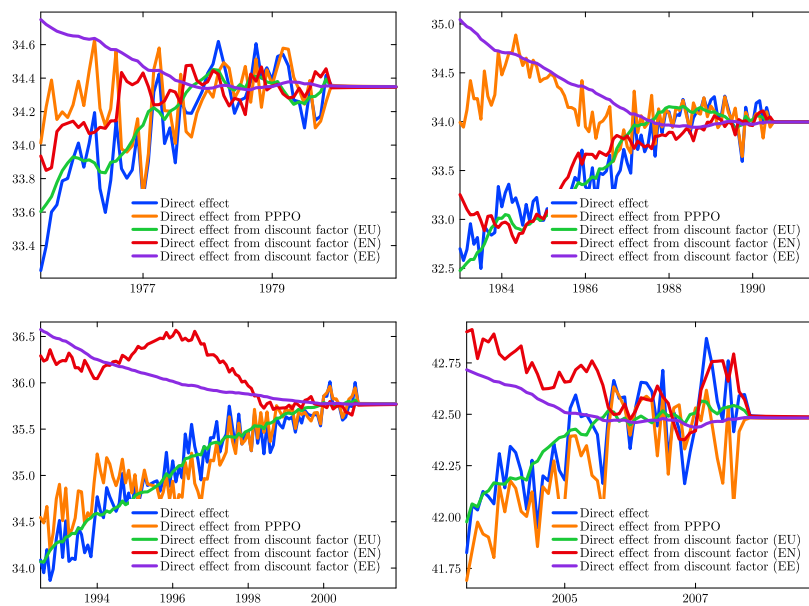 34.6
34.4
34.2
34.0
33.8
33.6
33.4
1977
1979
Direct effect
Direct effect from PPPO
Direct effect from discount factor (EU)
Direct effect from discount factor (EN)
Direct effect from discount factor (EE)
35.0
34.5
34.0
33.5
33.0
32.5
1984
1986
1988
1990
Direct effect
Direct effect from PPPO
Direct effect from discount factor (EU)
Direct effect from discount factor (EN)
Direct effect from discount factor (EE)
36.5
36.0
35.5
35.0
34.5
34.0
1994
1996
1998
2000
Direct effect
Direct effect from PPPO
Direct effect from discount factor (EU)
Direct effect from discount factor (EN)
Direct effect from discount factor (EE)
42.75
42.50
42.25
42.00
41.75
2005
2007
Direct effect
Direct effect from PPPO
Direct effect from discount factor (EU)
Direct effect from discount factor (EN)
Direct effect from discount factor (EE)